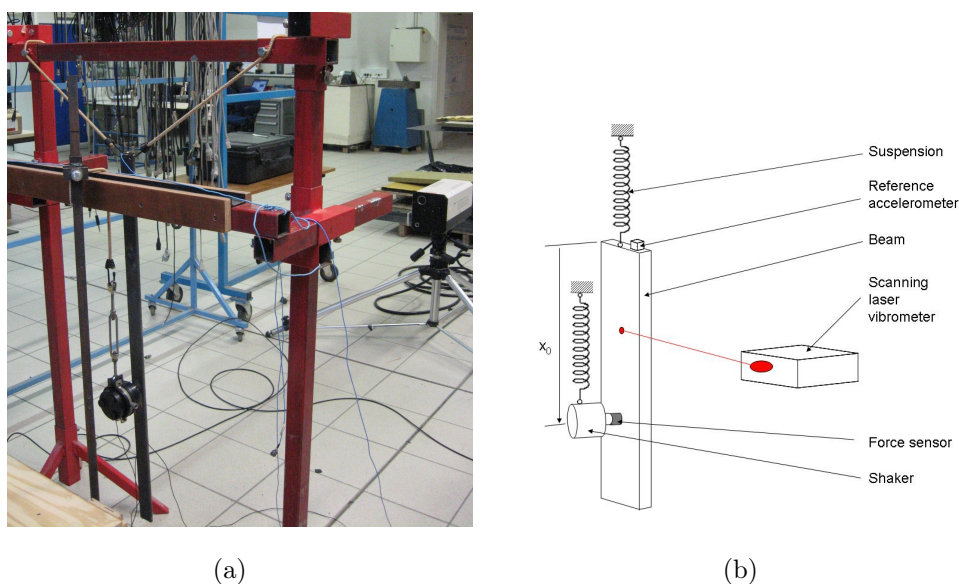 Suspension
Reference
accelerometer
Beam
Scanning
laser
vibrometer
x0
Force sensor
Shaker
(a)
(b)